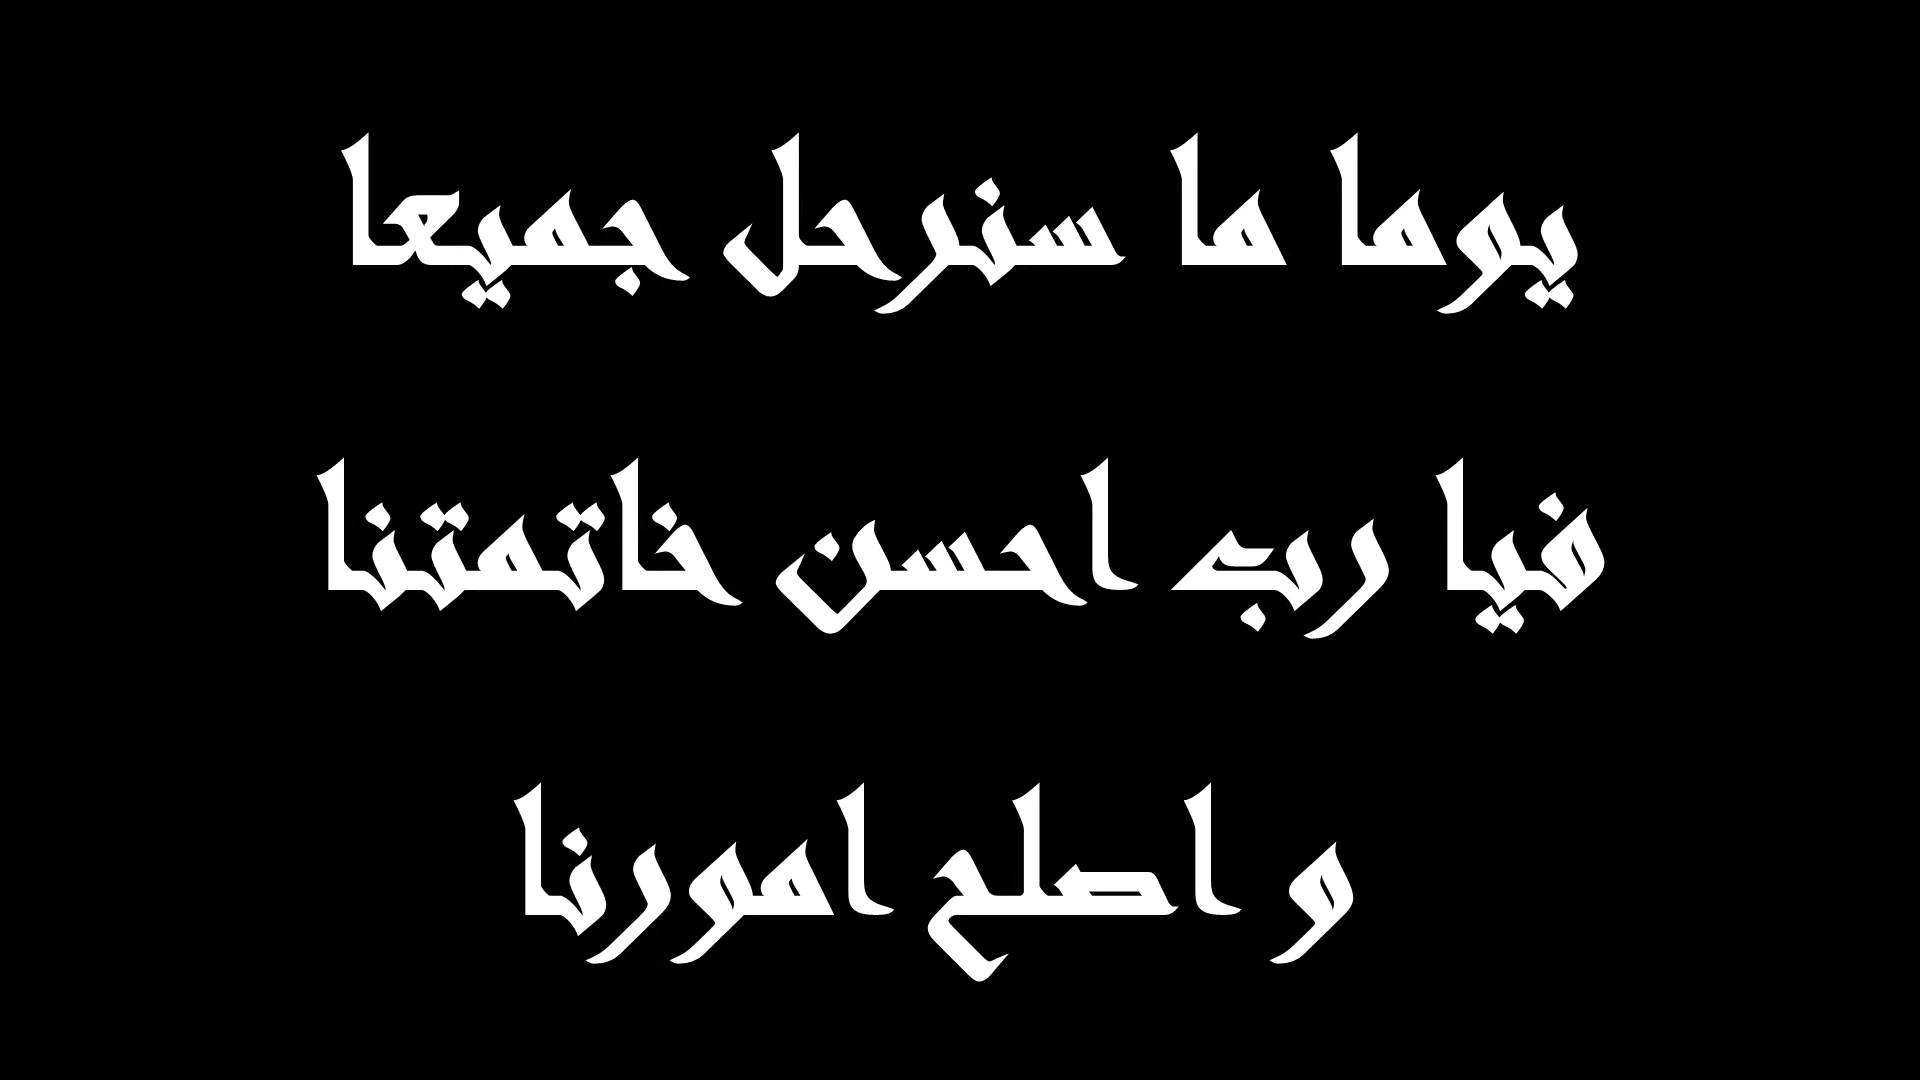 يوما ما سنرحل جميعا
فيا رب احسن خاتمتنا
و اصلح امورنا